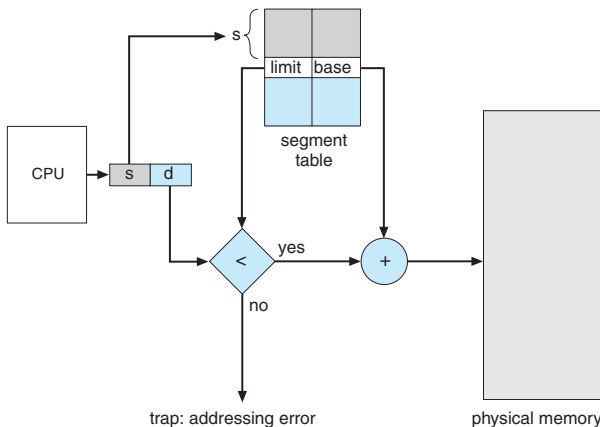 s
limit base
segment
table
CPU
s d
<
yes
+
no
trap: addressing error
physical memory